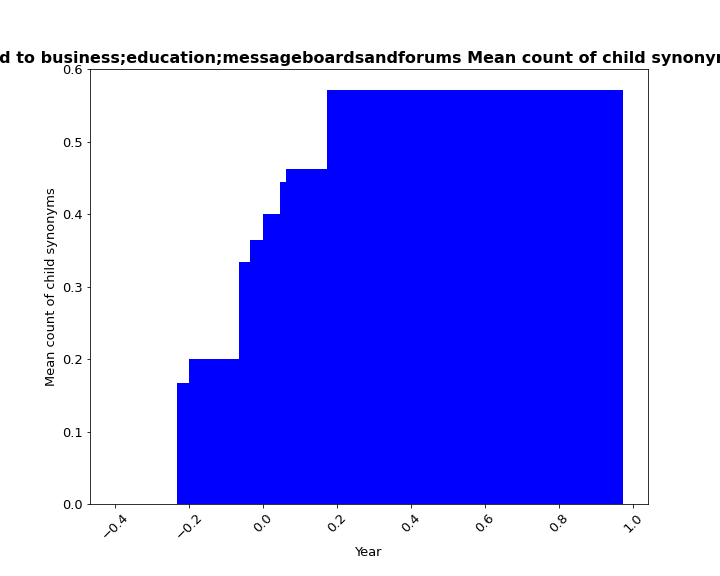 d to business;education;messageboardsandforums Mean count of child synonyr
0.6
0.5
0.4
0.3
0.2
0.1
0.0
Mean count of child synonyms
−0.4 −0.2 0.0 0.2 0.4 0.6 0.8 1.0
Year